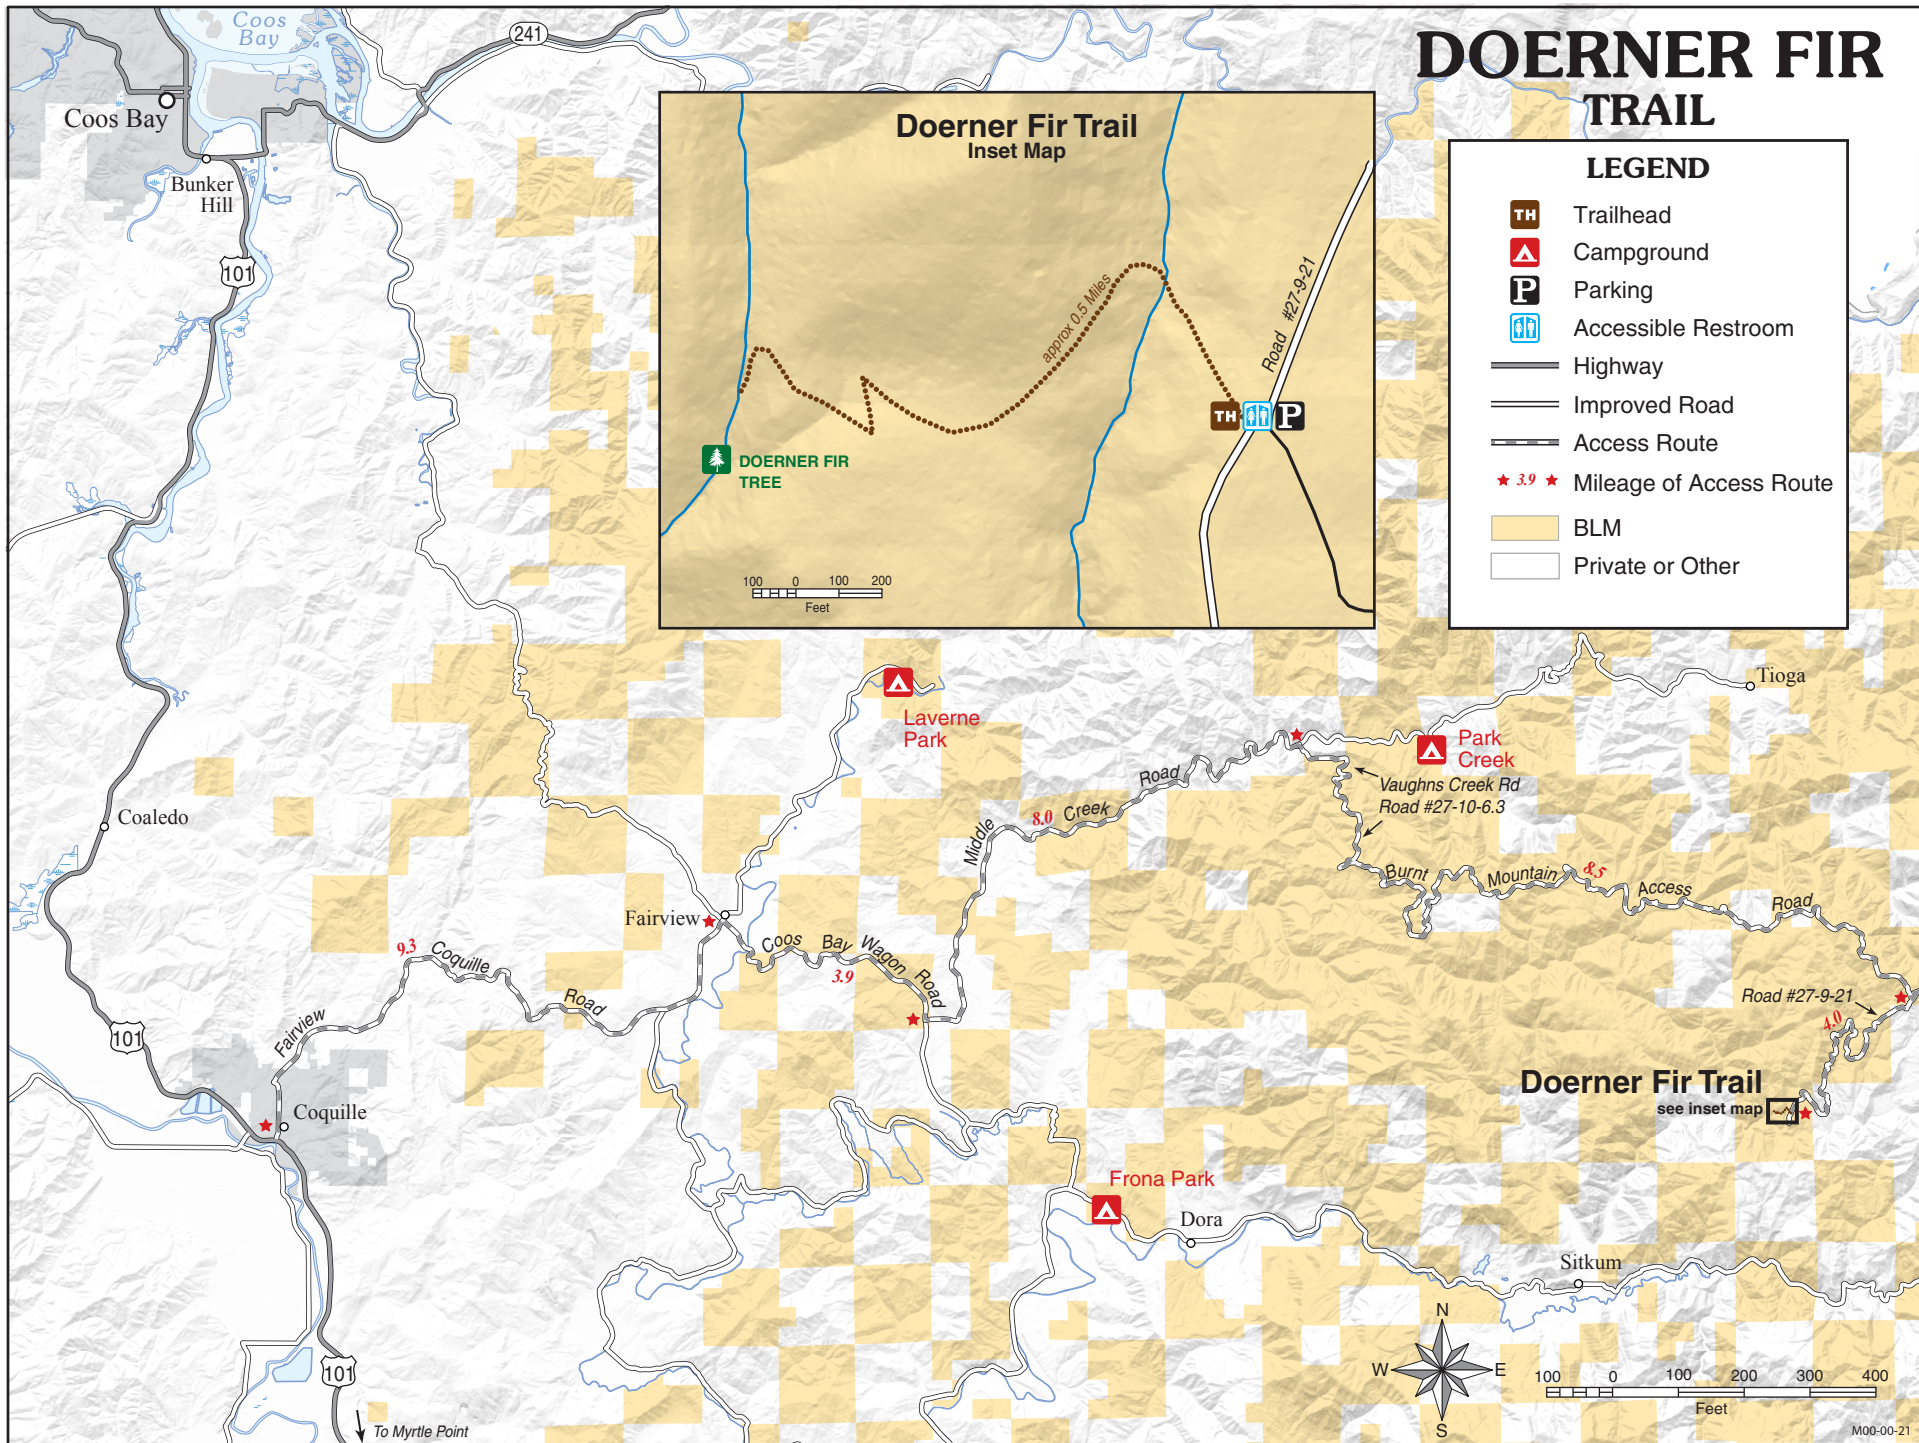 DOERNER FIR
TRAIL
LEGEND
TH Trailhead
Campground
P Parking
Accessible Restroom
Highway
Improved Road
Access Route
3.9 Mileage of Access Route
BLM
Private or Other
Doerner Fir Trail
Inset Map
approx 0.5 Miles
Road #27-9-21
TH
P
DOERNER FIR
TREE
100 0 100 200
Feet
Coos
Bay
241
Coos Bay
Bunker
Hill
101
Coaledo
Laverne
Park
Tioga
Park
Creek
Vaughns Creek Rd
Road #27-10-6.3
Middle Creek Road
8.0
Burnt Mountain Access Road
8.5
Fairview
Coos Bay Wagon Road
3.9
9.3
Fairview Coquille Road
101
Coquille
Road #27-9-21
4.0
Doerner Fir Trail
see inset map
Frona Park
Dora
Sitkum
101
To Myrtle Point
N
W
E
S
100 0 100 200 300 400
Feet
M00-00-21